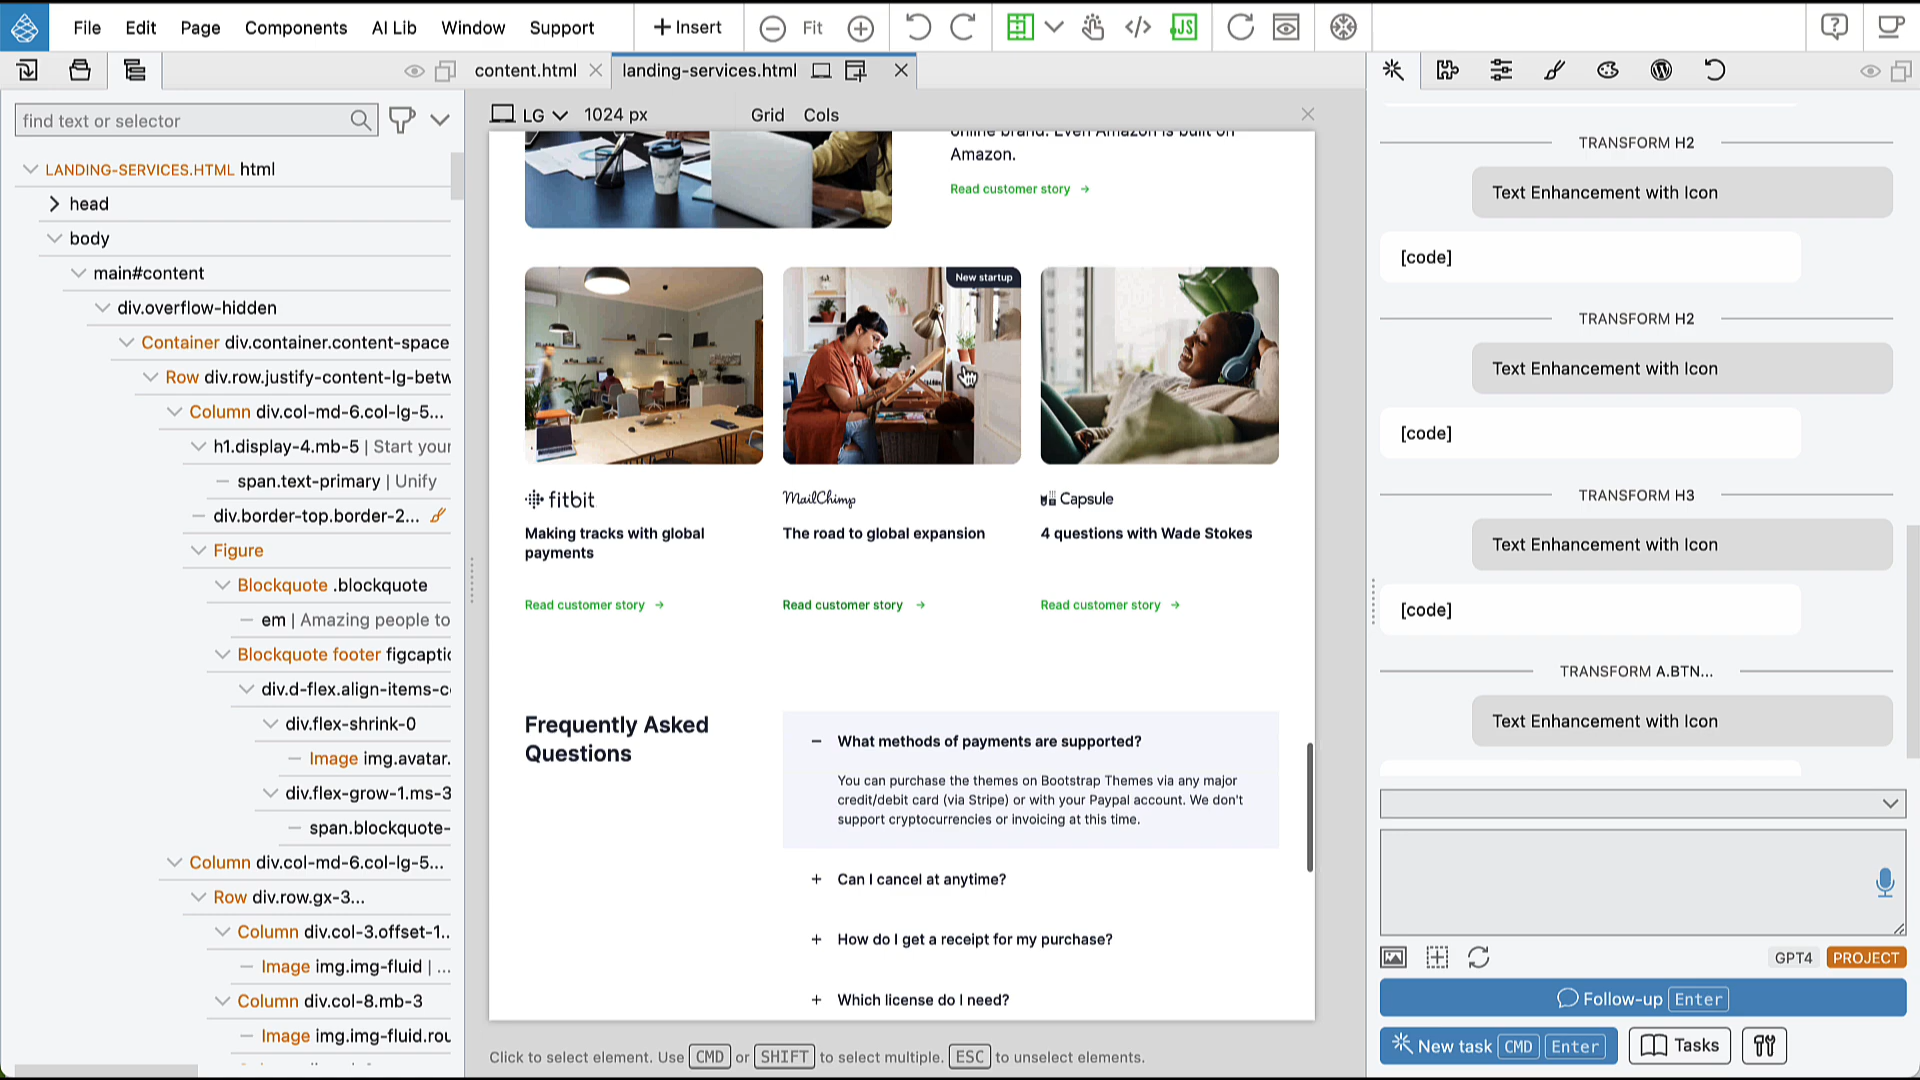 File Edit Page Components AI Lib Window Support Insert Fit JS
content.html landing-services.html
find text or selector
LG 1024 px Grid Cols
LANDING-SERVICES.HTML html
head
body
main#content
div.overflow-hidden
Container div.container.content-space
Row div.row.justify-content-lg-betw
Column div.col-md-6.col-lg-5...
h1.display-4.mb-5 | Start your
span.text-primary | Unify
div.border-top.border-2...
Figure
Blockquote .blockquote
em | Amazing people to
Blockquote footer figcaptic
div.d-flex.align-items-c
div.flex-shrink-0
Image img.avatar.
div.flex-grow-1.ms-3
span.blockquote-
Column div.col-md-6.col-lg-5...
Row div.row.gx-3...
Column div.col-3.offset-1..
Image img.img-fluid | ...
Column div.col-8.mb-3
Image img.img-fluid.rou
online brand. Even Amazon is built on
Amazon.
Read customer story
New startup
fitbit
MailChimp
Capsule
Making tracks with global
payments
The road to global expansion
4 questions with Wade Stokes
Read customer story
Read customer story
Read customer story
Frequently Asked
Questions
What methods of payments are supported?
You can purchase the themes on Bootstrap Themes via any major
credit/debit card (via Stripe) or with your Paypal account. We don't
support cryptocurrencies or invoicing at this time.
Can I cancel at anytime?
How do I get a receipt for my purchase?
Which license do I need?
Click to select element. Use CMD or SHIFT to select multiple. ESC to unselect elements.
TRANSFORM H2
Text Enhancement with Icon
[code]
TRANSFORM H2
Text Enhancement with Icon
[code]
TRANSFORM H3
Text Enhancement with Icon
[code]
TRANSFORM A.BTN...
Text Enhancement with Icon
GPT4 PROJECT
Follow-up Enter
New task CMD Enter Tasks